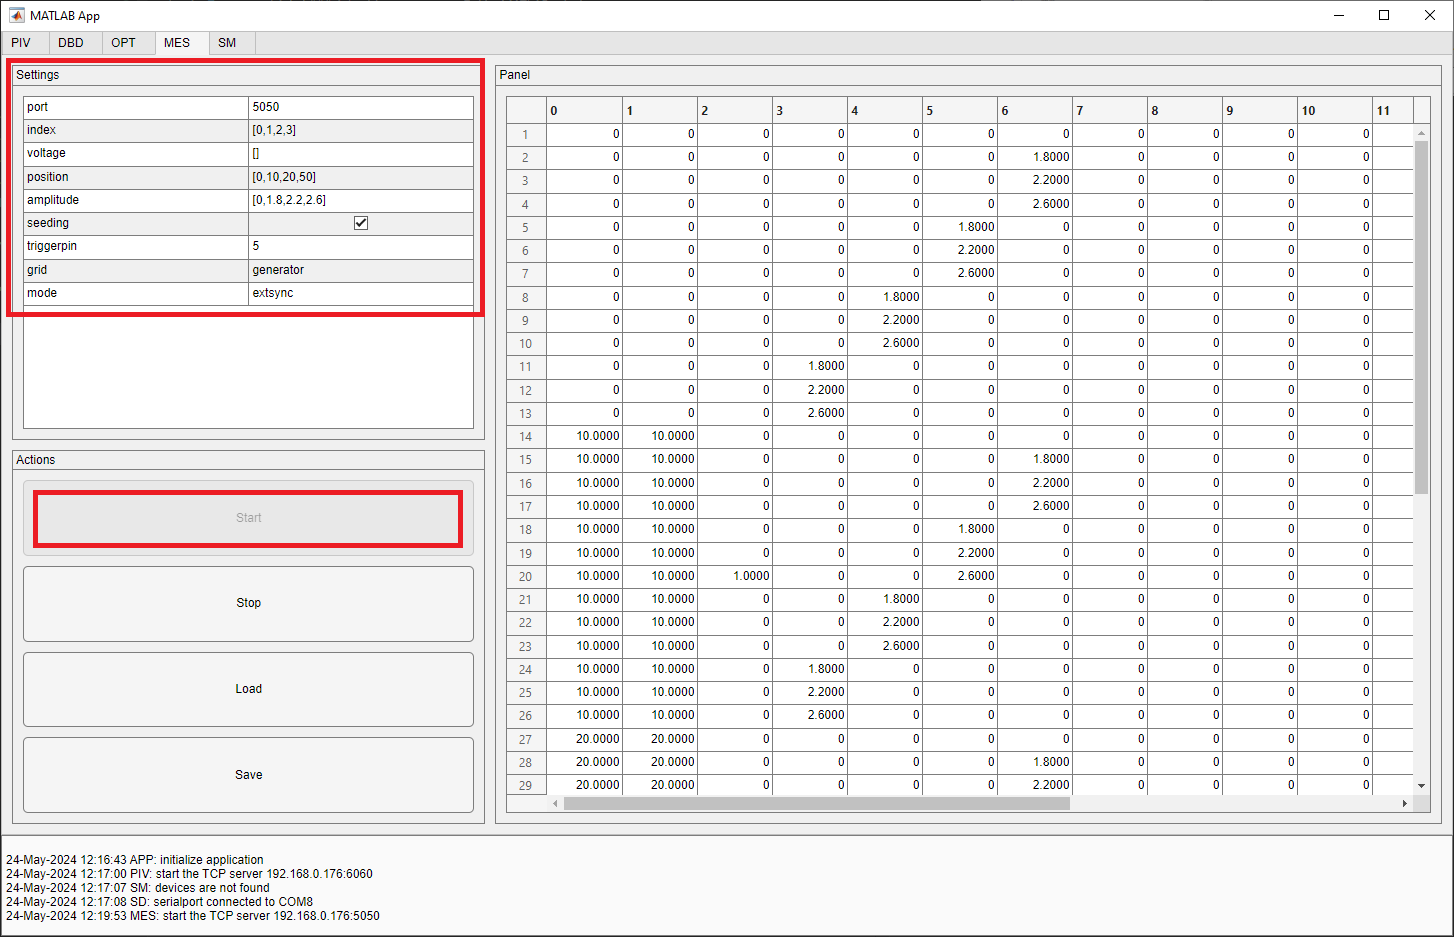 MATLAB App
PIV DBD OPT MES SM
Settings
port 5050
index [0,1,2,3]
voltage []
position [0,10,20,50]
amplitude [0,1.8,2.2,2.6]
seeding
triggerpin 5
grid generator
mode extsync
Actions
Start
Stop
Load
Save
Panel
0 1 2 3 4 5 6 7 8 9 10 11
1 0 0 0 0 0 0 0 0 0 0 0
2 0 0 0 0 0 0 1.8000 0 0 0 0
3 0 0 0 0 0 0 2.2000 0 0 0 0
4 0 0 0 0 0 0 2.6000 0 0 0 0
5 0 0 0 0 0 1.8000 0 0 0 0 0
6 0 0 0 0 0 2.2000 0 0 0 0 0
7 0 0 0 0 0 2.6000 0 0 0 0 0
8 0 0 0 0 1.8000 0 0 0 0 0 0
9 0 0 0 0 2.2000 0 0 0 0 0 0
10 0 0 0 0 2.6000 0 0 0 0 0 0
11 0 0 0 1.8000 0 0 0 0 0 0 0
12 0 0 0 2.2000 0 0 0 0 0 0 0
13 0 0 0 2.6000 0 0 0 0 0 0 0
14 10.0000 10.0000 0 0 0 0 0 0 0 0 0
15 10.0000 10.0000 0 0 0 0 1.8000 0 0 0 0
16 10.0000 10.0000 0 0 0 0 2.2000 0 0 0 0
17 10.0000 10.0000 0 0 0 0 2.6000 0 0 0 0
18 10.0000 10.0000 0 0 0 1.8000 0 0 0 0 0
19 10.0000 10.0000 0 0 0 2.2000 0 0 0 0 0
20 10.0000 10.0000 1.0000 0 0 2.6000 0 0 0 0 0
21 10.0000 10.0000 0 0 1.8000 0 0 0 0 0 0
22 10.0000 10.0000 0 0 2.2000 0 0 0 0 0 0
23 10.0000 10.0000 0 0 2.6000 0 0 0 0 0 0
24 10.0000 10.0000 0 1.8000 0 0 0 0 0 0 0
25 10.0000 10.0000 0 2.2000 0 0 0 0 0 0 0
26 10.0000 10.0000 0 2.6000 0 0 0 0 0 0 0
27 20.0000 20.0000 0 0 0 0 0 0 0 0 0
28 20.0000 20.0000 0 0 0 0 1.8000 0 0 0 0
29 20.0000 20.0000 0 0 0 0 2.2000 0 0 0 0
24-May-2024 12:16:43 APP: initialize application
24-May-2024 12:17:00 PIV: start the TCP server 192.168.0.176:6060
24-May-2024 12:17:07 SM: devices are not found
24-May-2024 12:17:08 SD: serialport connected to COM8
24-May-2024 12:19:53 MES: start the TCP server 192.168.0.176:5050